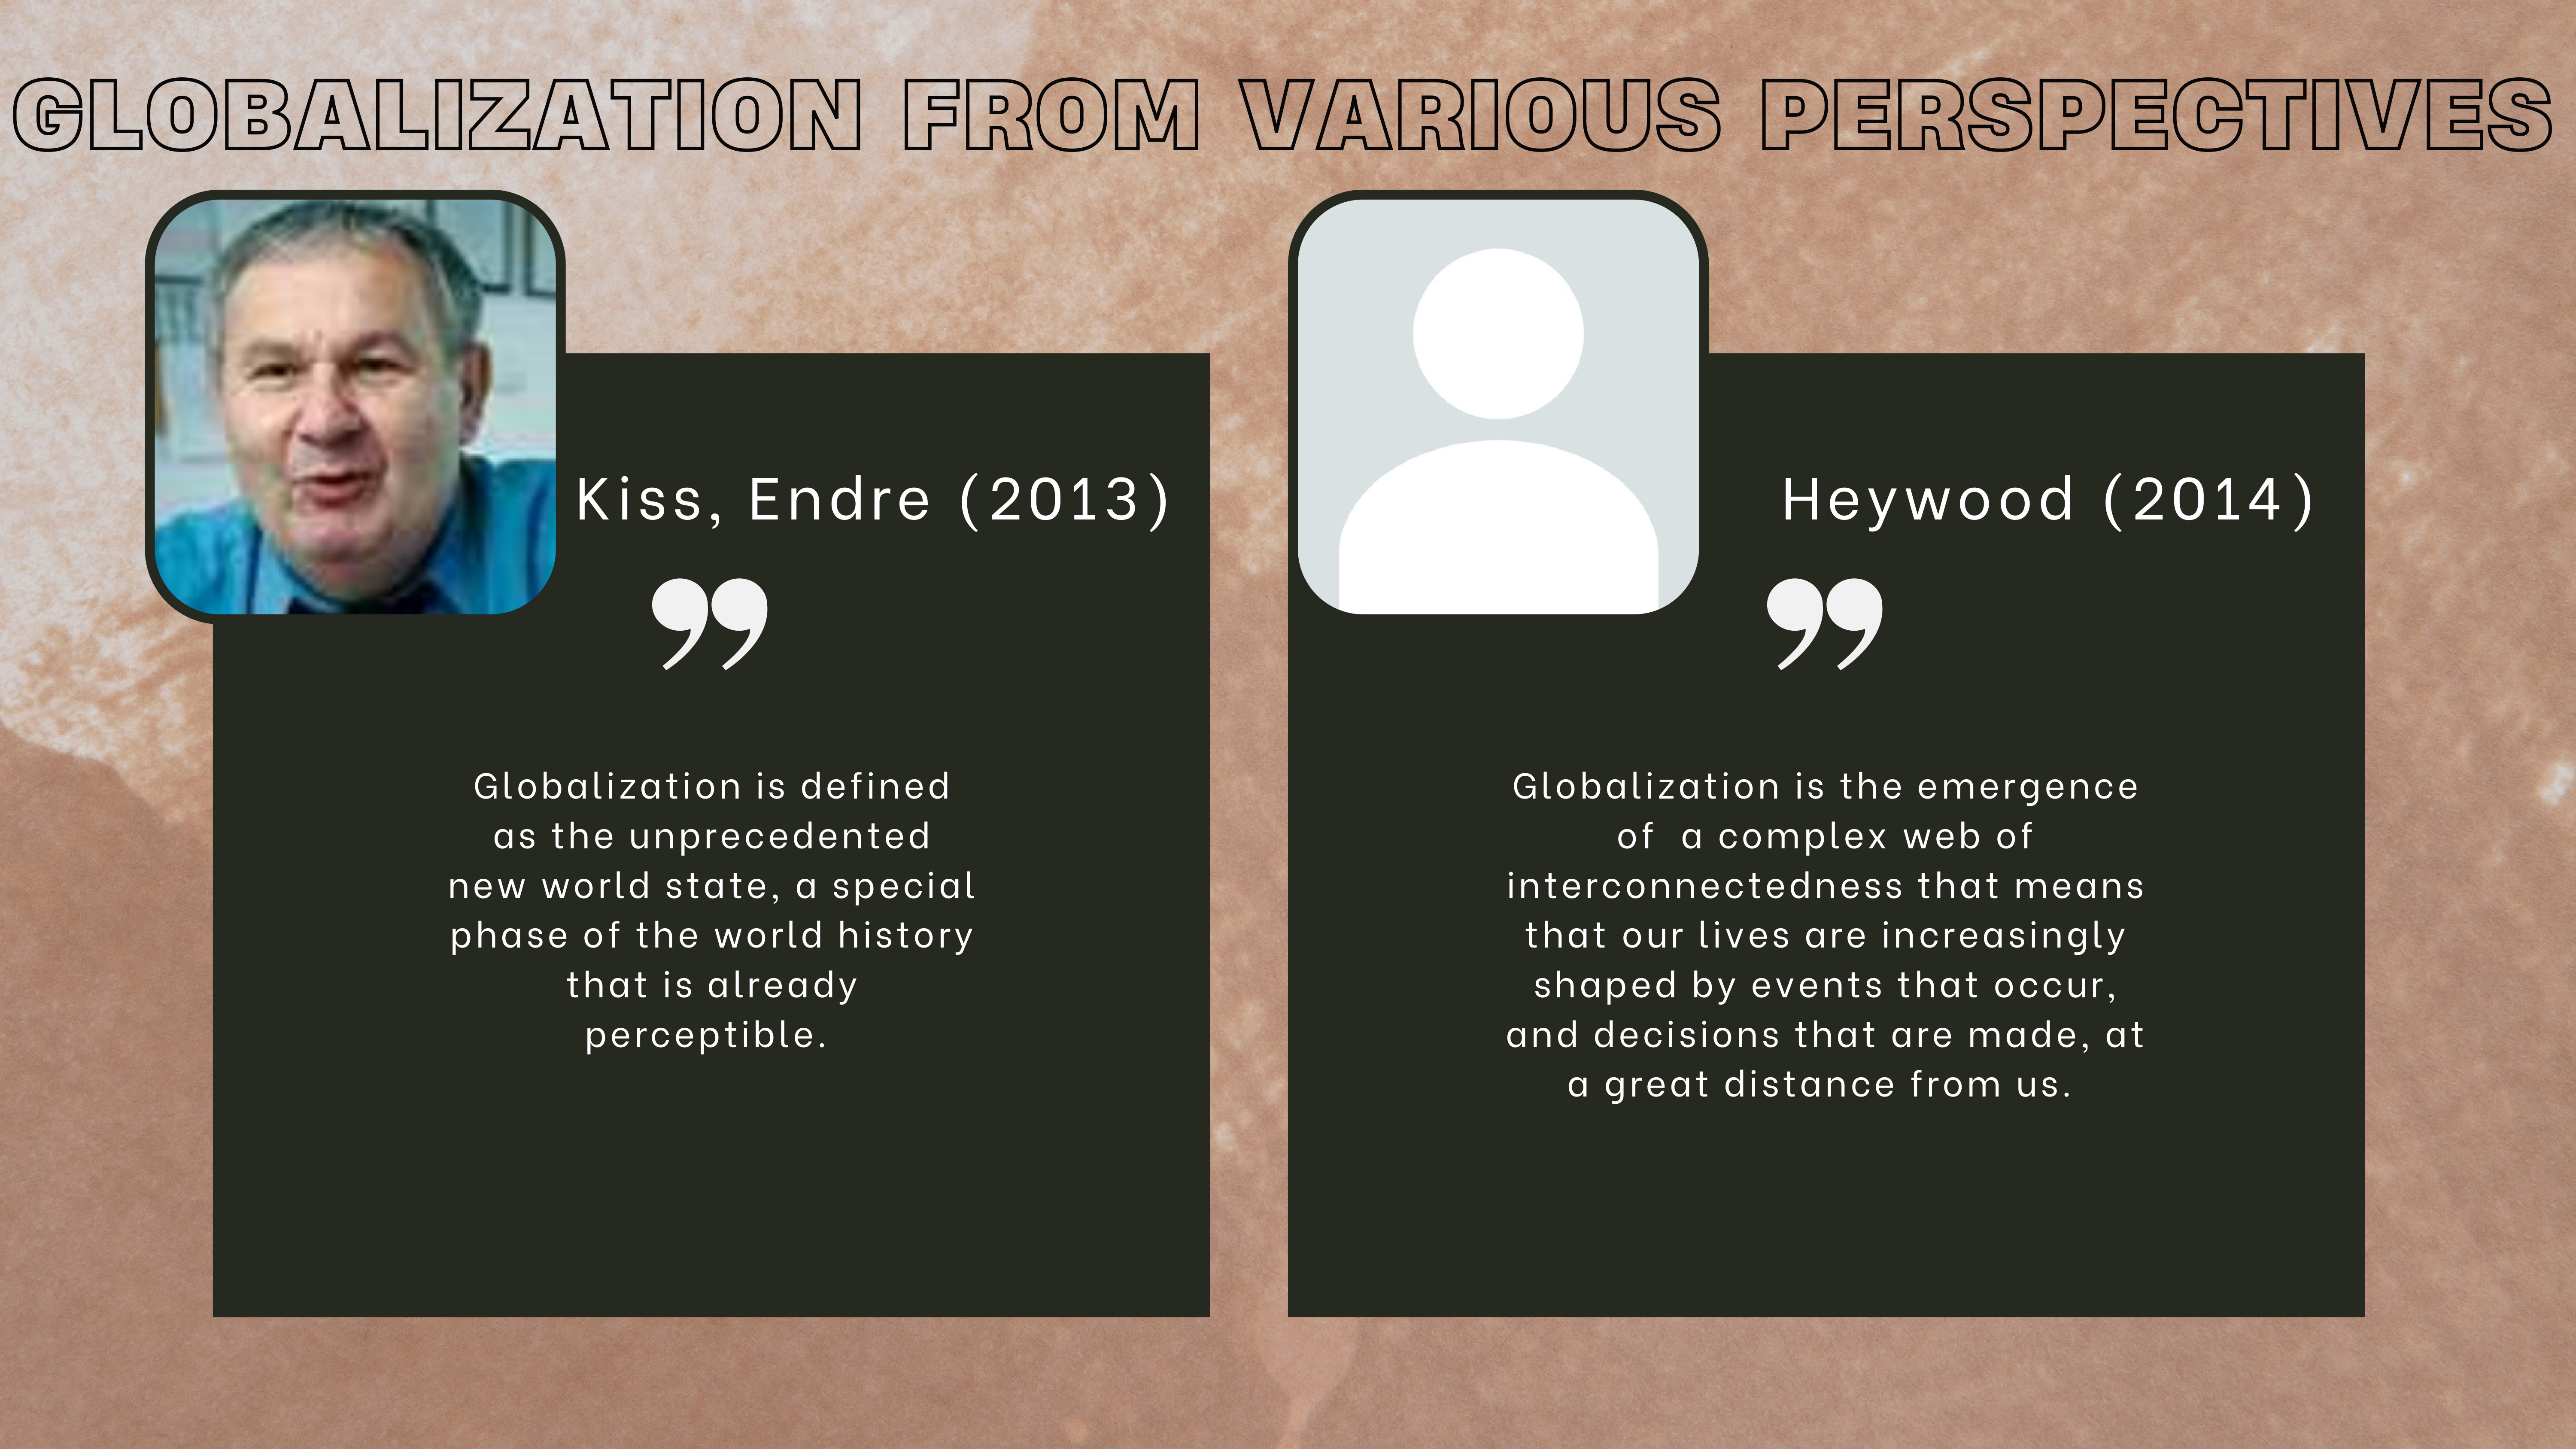 GLOBALIZATION FROM VARIOUS PERSPECTIVES
Kiss, Endre (2013)
”
Globalization is defined
as the unprecedented
new world state, a special
phase of the world history
that is already
perceptible.
Heywood (2014)
”
Globalization is the emergence
of a complex web of
interconnectedness that means
that our lives are increasingly
shaped by events that occur,
and decisions that are made, at
a great distance from us.